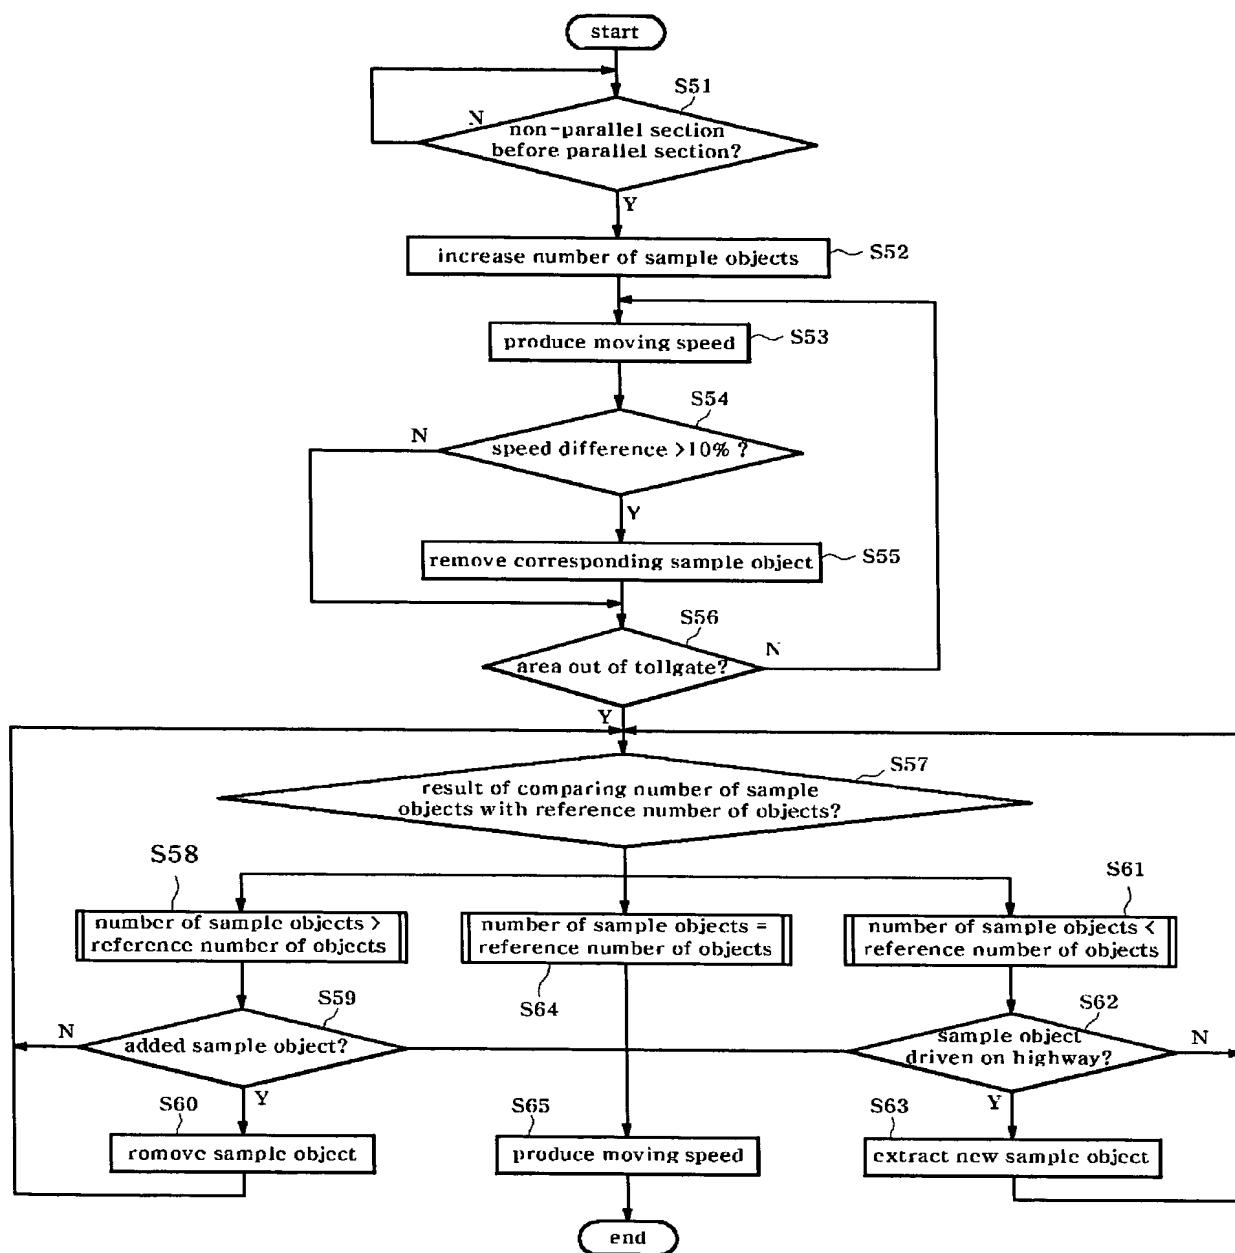 start
S51
N
non-parallel section
before parallel section?
Y
increase number of sample objects
S52
produce moving speed
S53
S54
N
speed difference >10% ?
Y
remove corresponding sample object
S55
S56
N
area out of tollgate?
Y
S57
result of comparing number of sample
objects with reference number of objects?
S58
S61
number of sample objects >
reference number of objects
number of sample objects =
reference number of objects
number of sample objects <
reference number of objects
S59
S64
S62
N
added sample object?
sample object
driven on highway?
N
Y
Y
S60
S65
S63
romove sample object
produce moving speed
extract new sample object
end